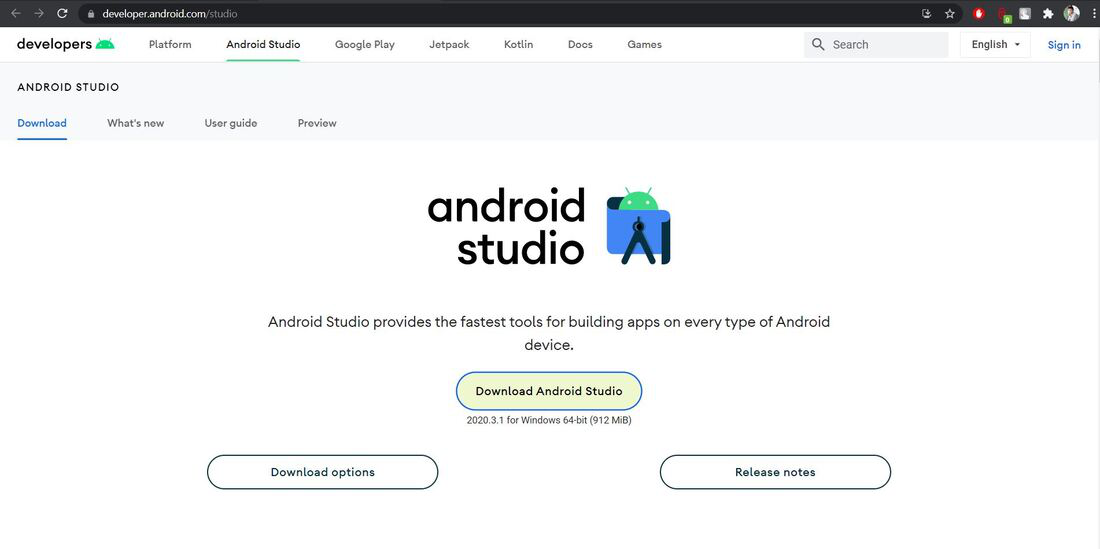 developer.android.com/studio
0
developers
Platform
Android Studio
Google Play
Jetpack
Kotlin
Docs
Games
Search
English
Sign in
ANDROID STUDIO
Download
What's new
User guide
Preview
android
studio
Android Studio provides the fastest tools for building apps on every type of Android
device.
Download Android Studio
2020.3.1 for Windows 64-bit (912 MiB)
Download options
Release notes